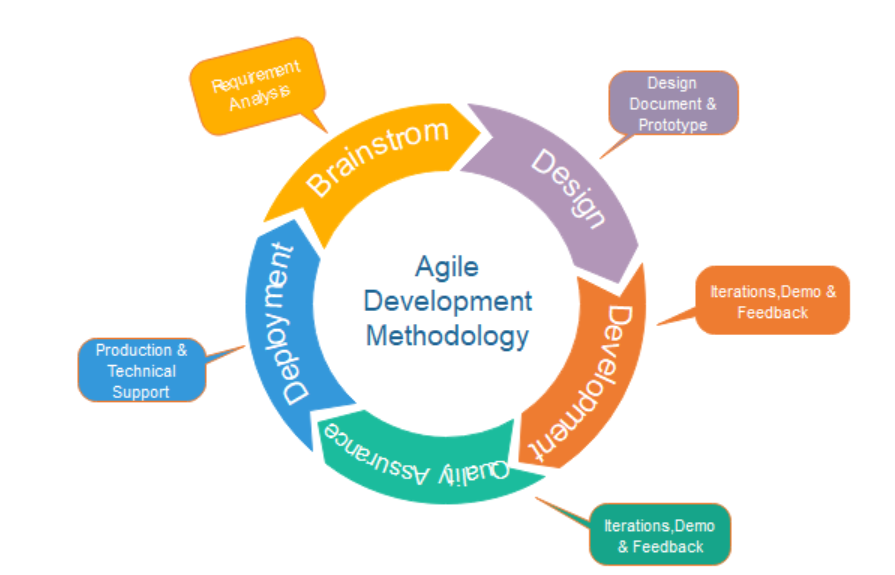 Requirement
Analysis
Brainstrom
Design
Document &
Prototype
Design
Agile
Development
Methodology
Iterations,Demo &
Feedback
Development
Deployment
Production &
Technical
Support
Quality Assurance
Iterations,Demo
& Feedback